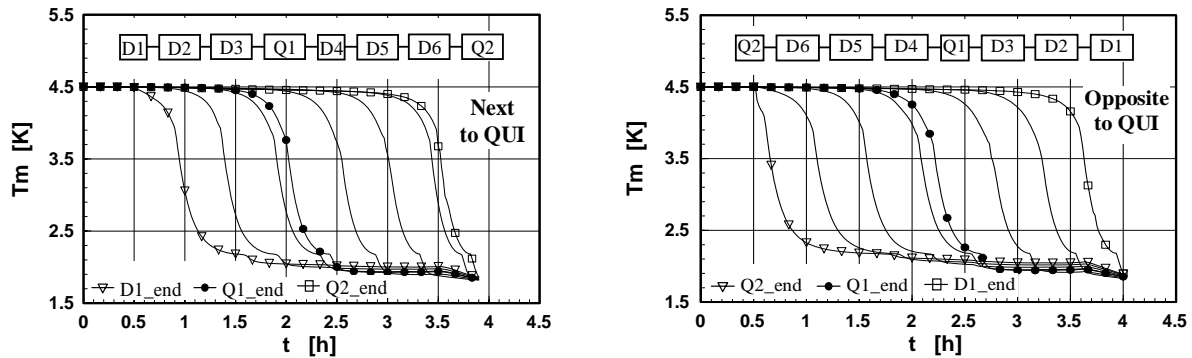 5.5
4.5
3.5
2.5
1.5
Tm [K]
D1 D2 D3 Q1 D4 D5 D6 Q2
Next
to QUI
D1_end Q1_end Q2_end
0 0.5 1 1.5 2 2.5 3 3.5 4 4.5
t [h]
5.5
4.5
3.5
2.5
1.5
Tm [K]
Q2 D6 D5 D4 Q1 D3 D2 D1
Opposite
to QUI
Q2_end Q1_end D1_end
0 0.5 1 1.5 2 2.5 3 3.5 4 4.5
t [h]